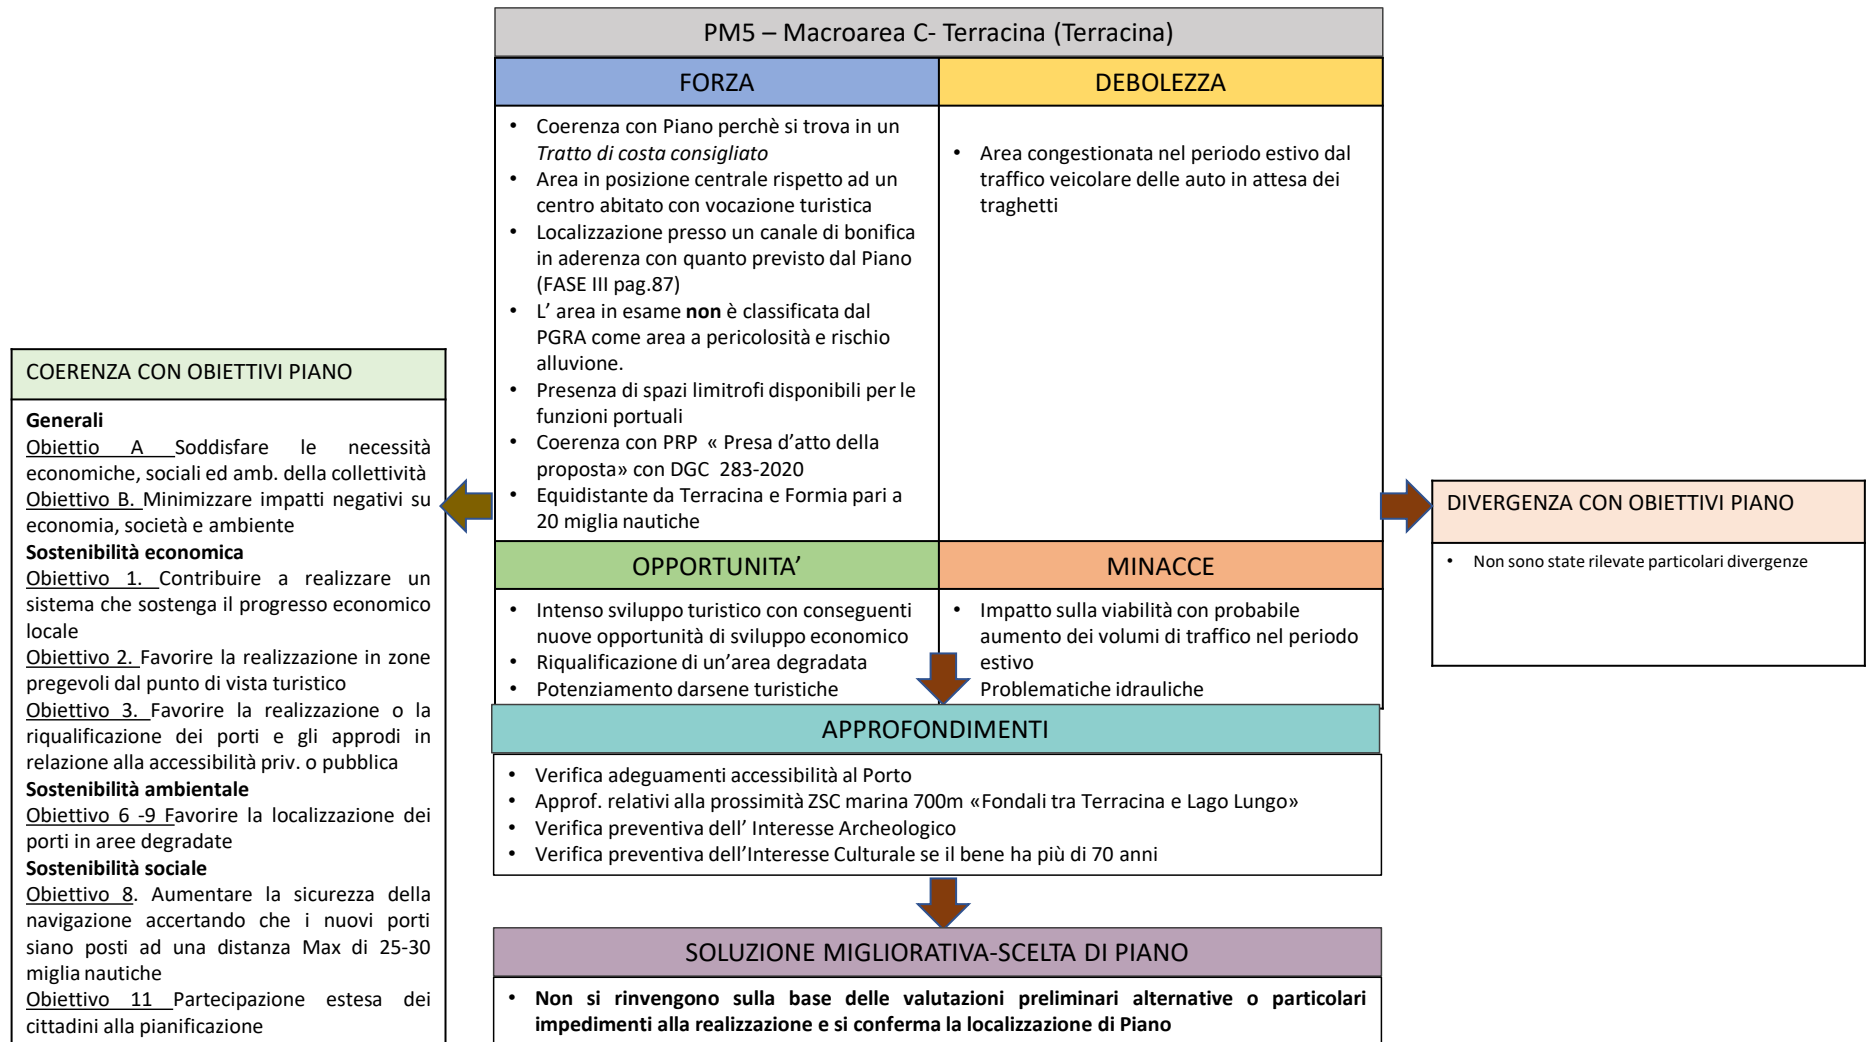 PM5 – Macroarea C- Terracina (Terracina)
FORZA
• Coerenza con Piano perchè si trova in un
Tratto di costa consigliato
• Area in posizione centrale rispetto ad un
centro abitato con vocazione turistica
• Localizzazione presso un canale di bonifica
in aderenza con quanto previsto dal Piano
(FASE III pag.87)
• L’ area in esame non è classificata dal
PGRA come area a pericolosità e rischio
alluvione.
• Presenza di spazi limitrofi disponibili per le
funzioni portuali
• Coerenza con PRP « Presa d’atto della
proposta» con DGC 283-2020
• Equidistante da Terracina e Formia pari a
20 miglia nautiche
DEBOLEZZA
• Area congestionata nel periodo estivo dal
traffico veicolare delle auto in attesa dei
traghetti
OPPORTUNITA’
• Intenso sviluppo turistico con conseguenti
nuove opportunità di sviluppo economico
• Riqualificazione di un’area degradata
• Potenziamento darsene turistiche
MINACCE
• Impatto sulla viabilità con probabile
aumento dei volumi di traffico nel periodo
estivo
Problematiche idrauliche
COERENZA CON OBIETTIVI PIANO
Generali
Obiettio A Soddisfare le necessità
economiche, sociali ed amb. della collettività
Obiettivo B. Minimizzare impatti negativi su
economia, società e ambiente
Sostenibilità economica
Obiettivo 1. Contribuire a realizzare un
sistema che sostenga il progresso economico
locale
Obiettivo 2. Favorire la realizzazione in zone
pregevoli dal punto di vista turistico
Obiettivo 3. Favorire la realizzazione o la
riqualificazione dei porti e gli approdi in
relazione alla accessibilità priv. o pubblica
Sostenibilità ambientale
Obiettivo 6 -9 Favorire la localizzazione dei
porti in aree degradate
Sostenibilità sociale
Obiettivo 8. Aumentare la sicurezza della
navigazione accertando che i nuovi porti
siano posti ad una distanza Max di 25-30
miglia nautiche
Obiettivo 11 Partecipazione estesa dei
cittadini alla pianificazione
DIVERGENZA CON OBIETTIVI PIANO
• Non sono state rilevate particolari divergenze
APPROFONDIMENTI
• Verifica adeguamenti accessibilità al Porto
• Approf. relativi alla prossimità ZSC marina 700m «Fondali tra Terracina e Lago Lungo»
• Verifica preventiva dell’ Interesse Archeologico
• Verifica preventiva dell’Interesse Culturale se il bene ha più di 70 anni
SOLUZIONE MIGLIORATIVA-SCELTA DI PIANO
• Non si rinvengono sulla base delle valutazioni preliminari alternative o particolari
impedimenti alla realizzazione e si conferma la localizzazione di Piano